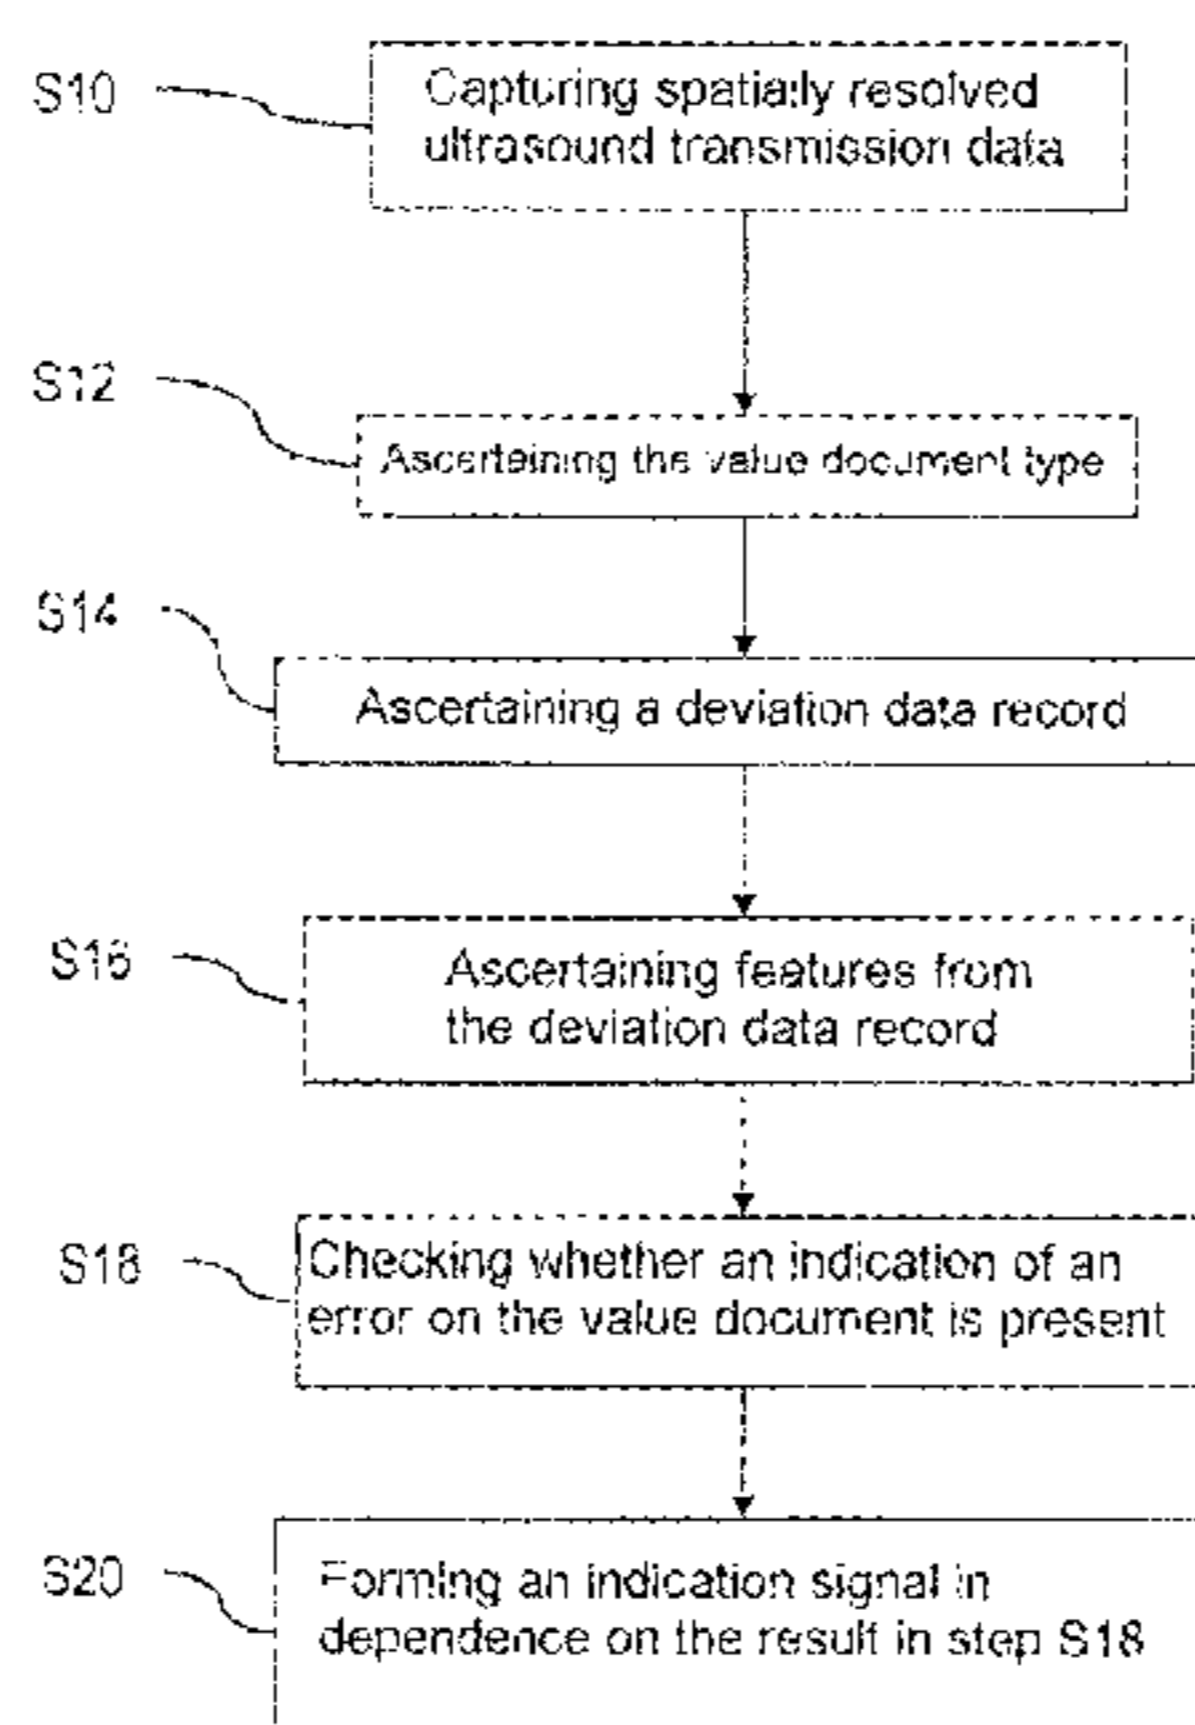 S10
Capturing spatially resolved
ultrasound transmission data
S12
Ascertaining the value document type
S14
Ascertaining a deviation data record
S16
Ascertaining features from
the deviation data record
S18
Checking whether an indication of an
error on the value document is present
S20
Forming an indication signal in
dependence on the result in step S18